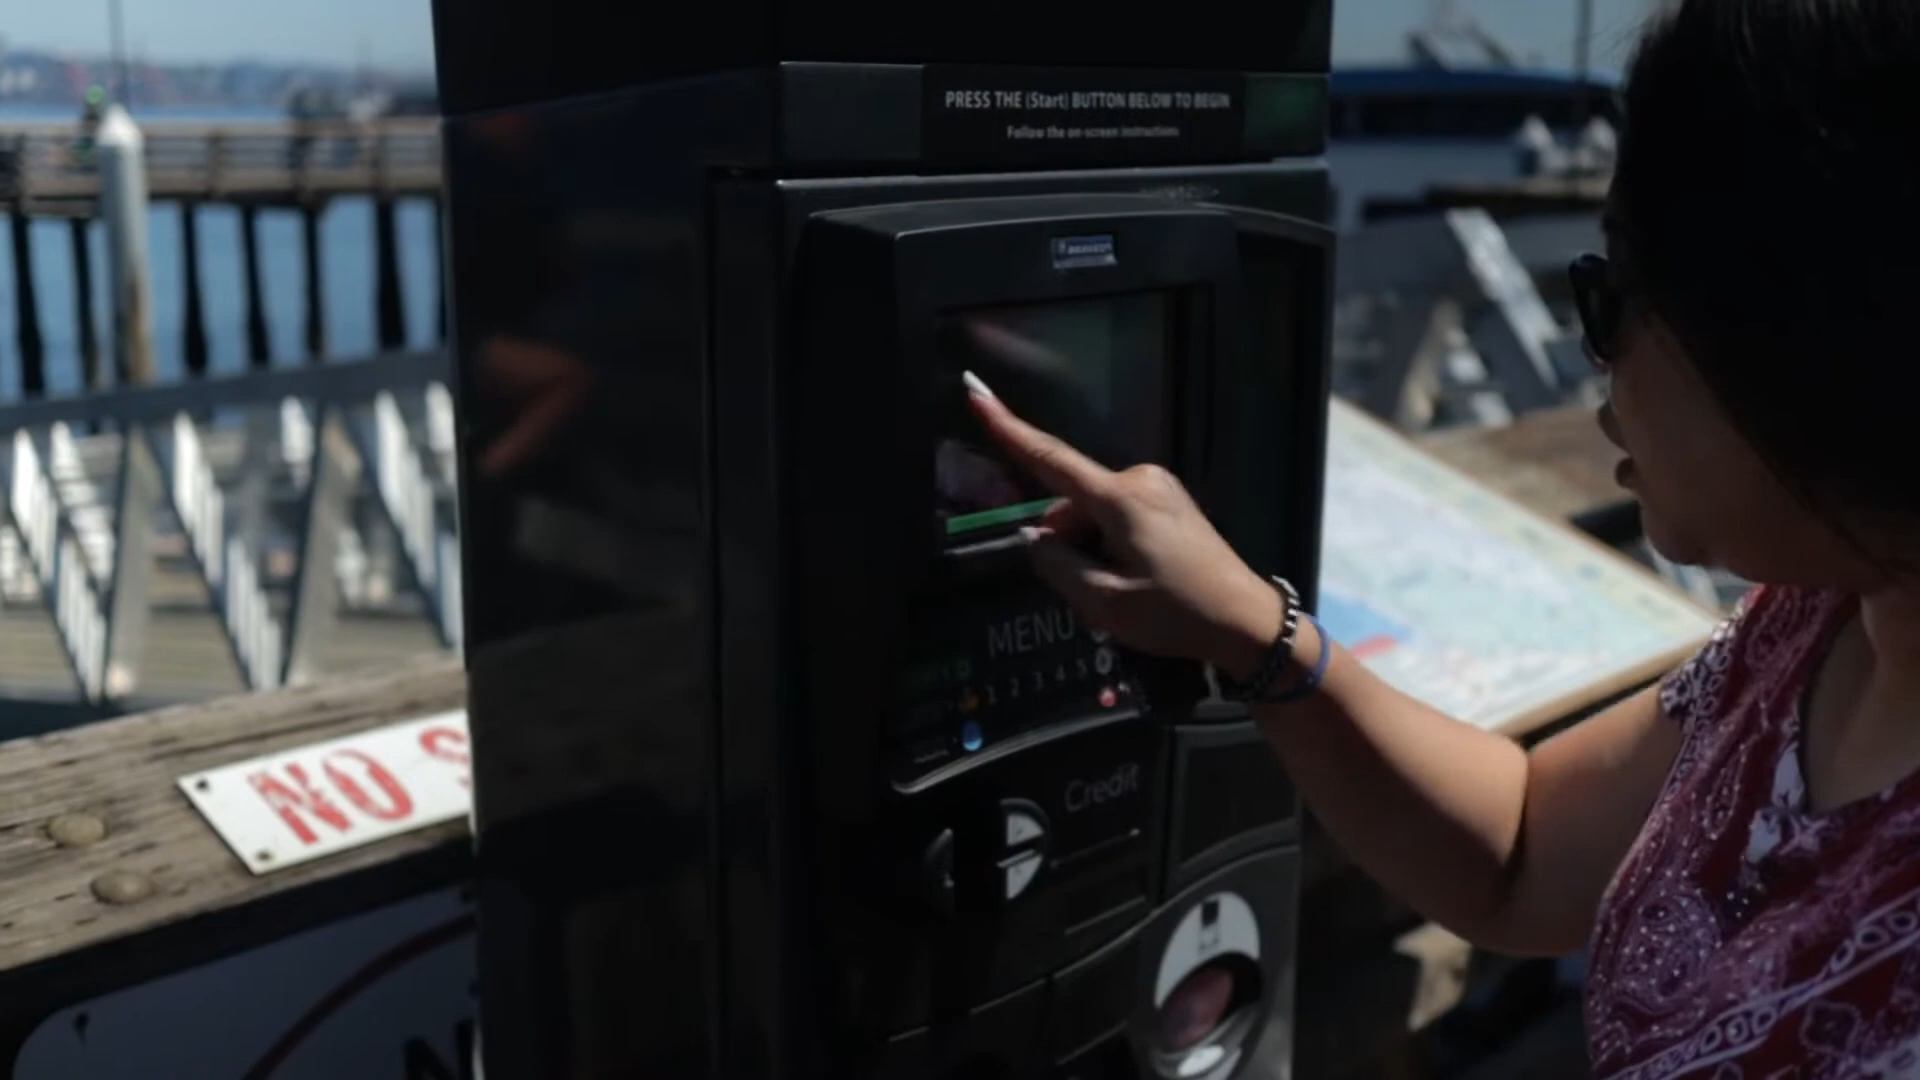 PRESS THE (Start) BUTTON BELOW TO BEGIN
Follow the on-screen instructions
MENU
1 2 3 4 5
Credit
NO S
N